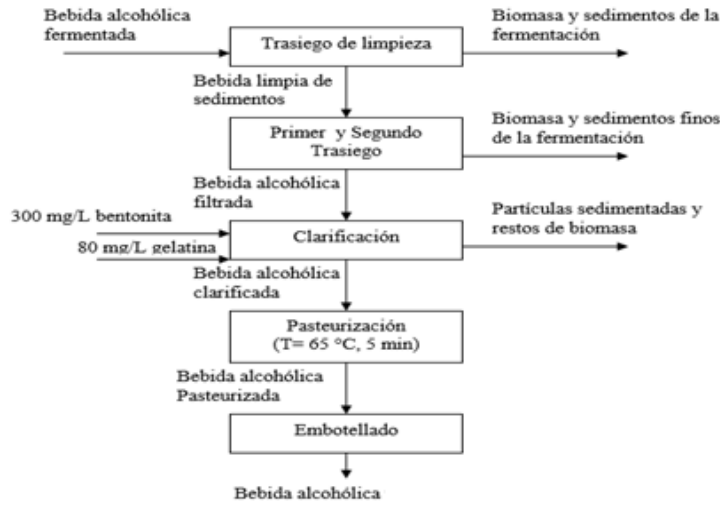 Bebida alcohólica
fermentada
Trasiego de limpieza
Biomasa y sedimentos de la
fermentación
Bebida limpia de
sedimentos
Primer y Segundo
Trasiego
Biomasa y sedimentos finos
de la fermentación
Bebida alcohólica
filtrada
300 mg/L bentonita
80 mg/L gelatina
Clarificación
Partículas sedimentadas y
restos de biomasa
Bebida alcohólica
clarificada
Pasteurización
(T= 65 °C, 5 min)
Bebida alcohólica
Pasteurizada
Embotellado
Bebida alcohólica